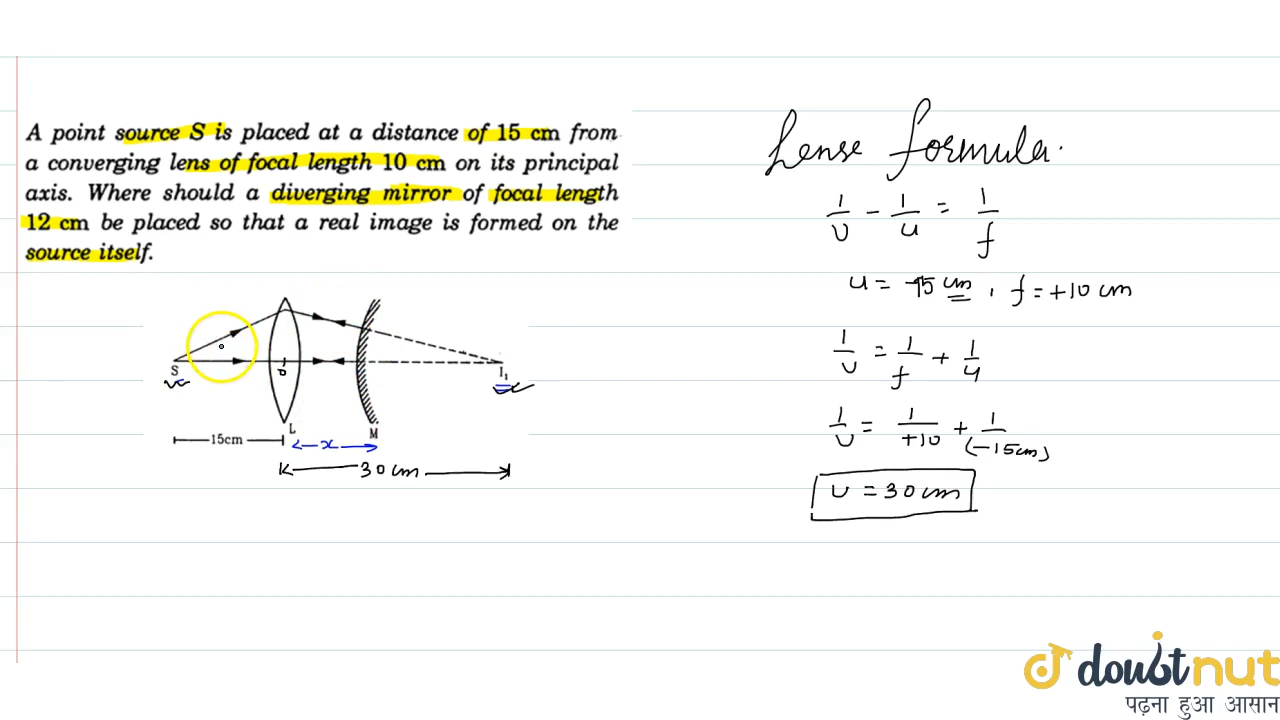 A point source S is placed at a distance of 15 cm from
a converging lens of focal length 10 cm on its principal
axis. Where should a diverging mirror of focal length
12 cm be placed so that a real image is formed on the
source itself.
S
O
L
M
I₁
15cm
x
30 cm
Lense formula.
1/v - 1/u = 1/f
u = -15 cm , f = +10 cm
1/v = 1/f + 1/u
1/v = 1/+10 + 1/(-15cm)
v = 30 cm
doubtnut
पढ़ना हुआ आसान